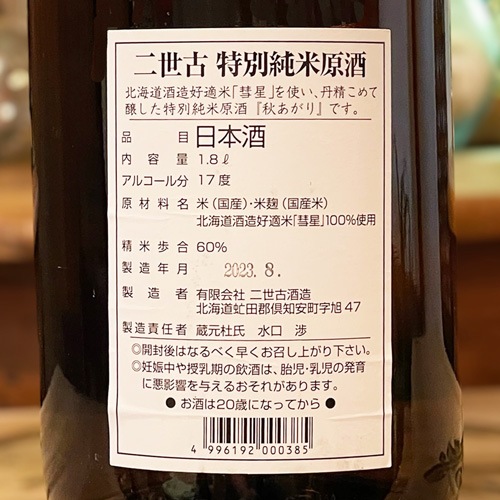 二世古 特別純米原酒
北海道酒造好適米「彗星」を使い、丹精こめて
醸した特別純米原酒『秋あがり』です。
品目 日本酒
内容量 1.8ℓ
アルコール分 17度
原材料名 米(国産)・米麹(国産米)
北海道酒造好適米「彗星」100%使用
精米歩合 60%
製造年月 2023.8.
製造者 有限会社 二世古酒造
北海道虻田郡倶知安町字旭47
製造責任者 蔵元杜氏 水口 渉
◎開封後はなるべく早くお召し上がり下さい。
◎妊娠中や授乳期の飲酒は、胎児・乳児の発育
に悪影響を与えるおそれがあります。
●お酒は20歳になってから●
4 996192 000385